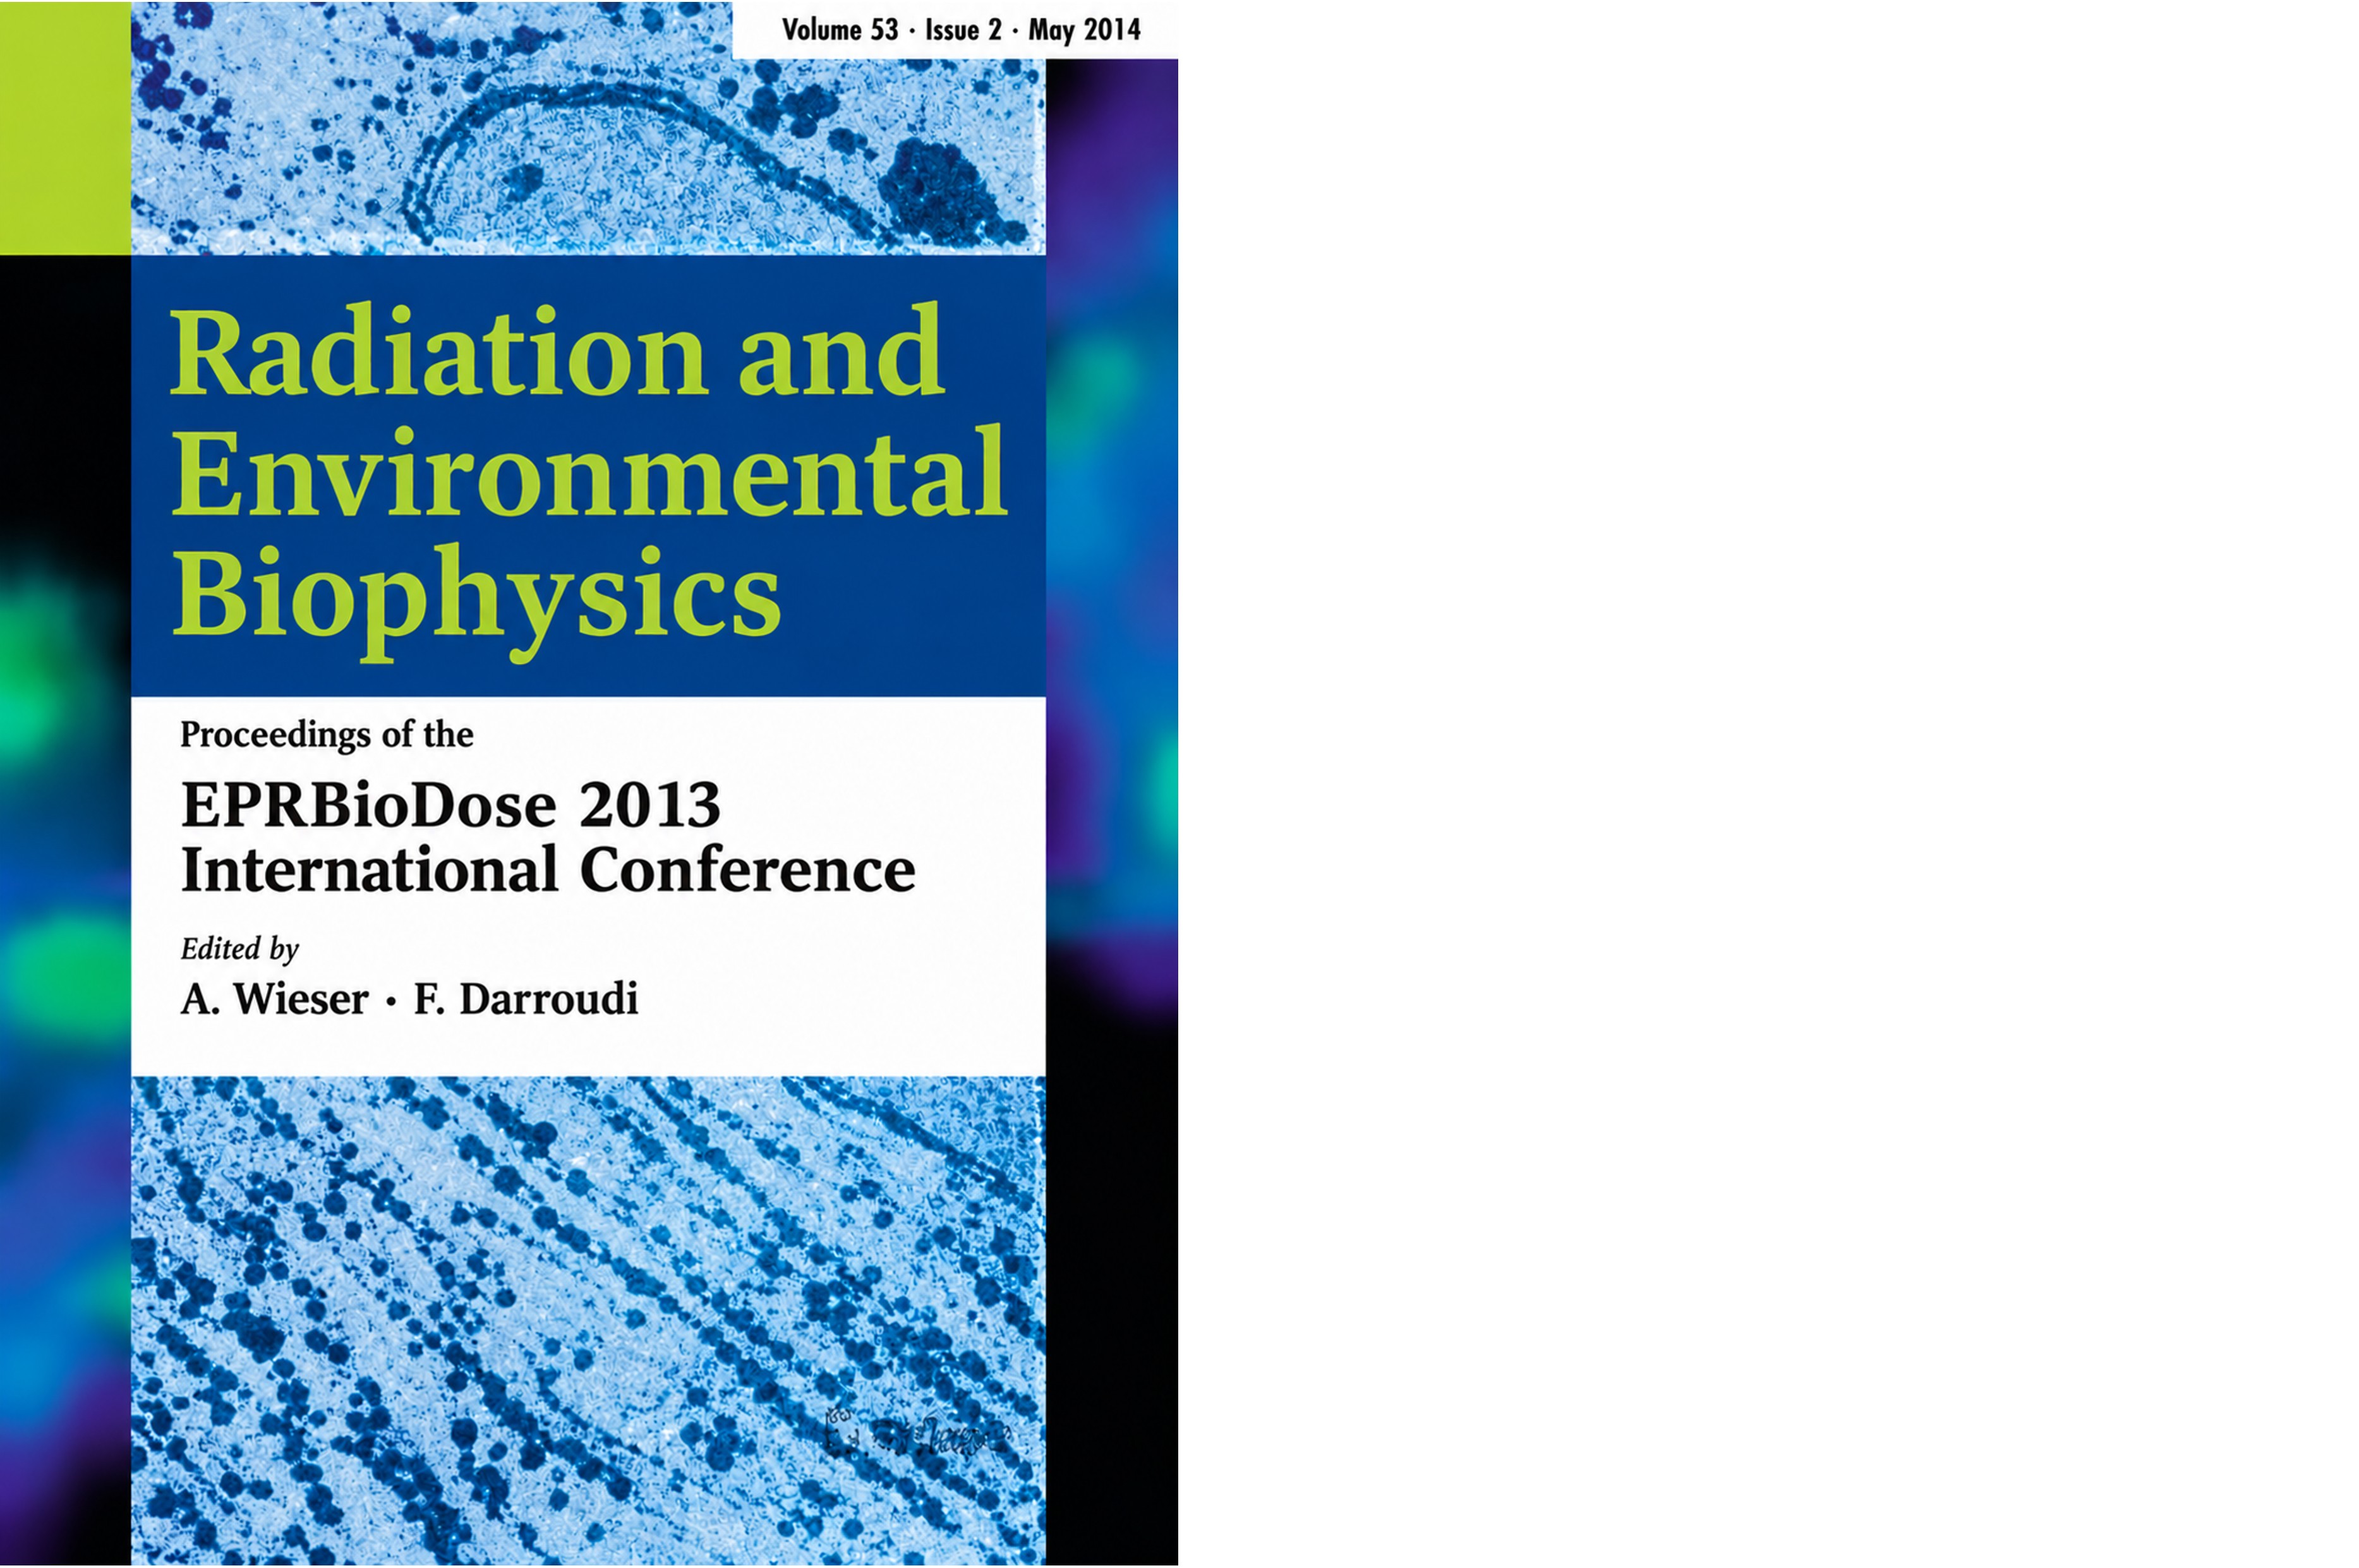 Volume 53 · Issue 2 · May 2014
Radiation and
Environmental
Biophysics
Proceedings of the
EPRBioDose 2013
International Conference
Edited by
A. Wieser · F. Darroudi